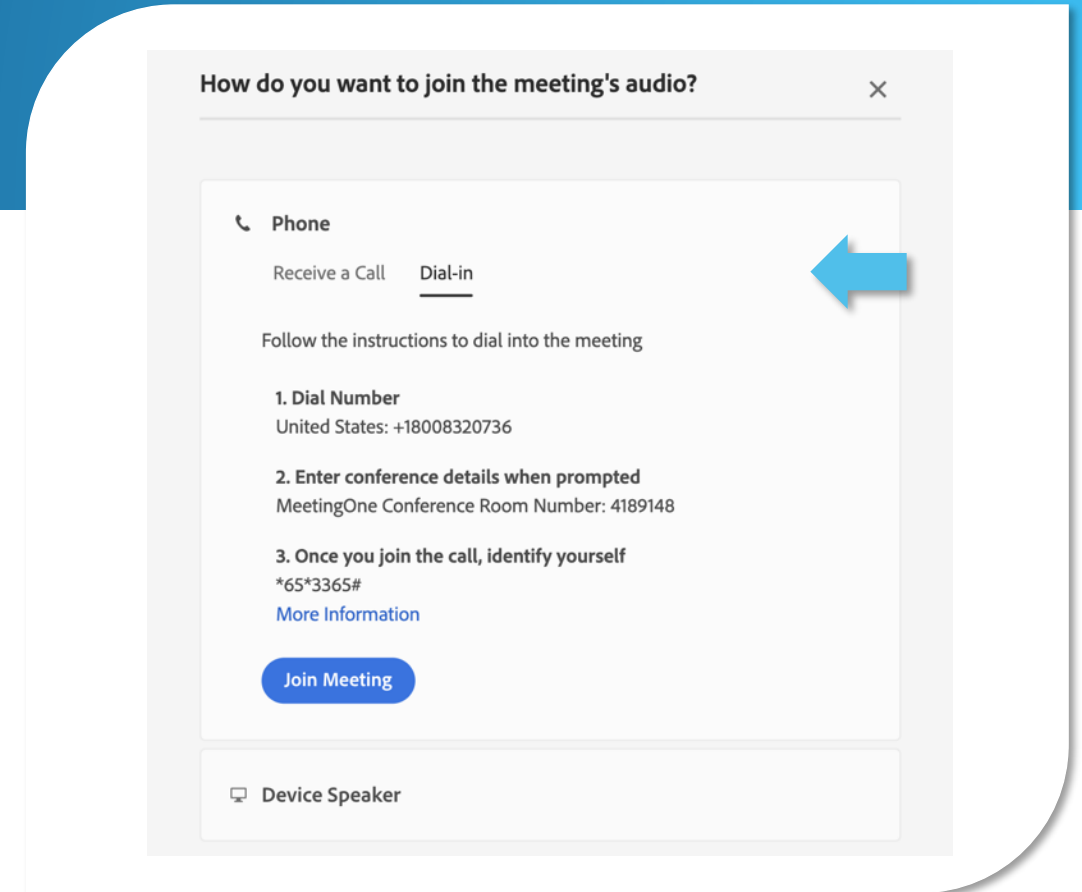 How do you want to join the meeting's audio?
Phone
Receive a Call Dial-in
Follow the instructions to dial into the meeting
1. Dial Number
United States: +18008320736
2. Enter conference details when prompted
MeetingOne Conference Room Number: 4189148
3. Once you join the call, identify yourself
*65*3365#
More Information
Join Meeting
Device Speaker